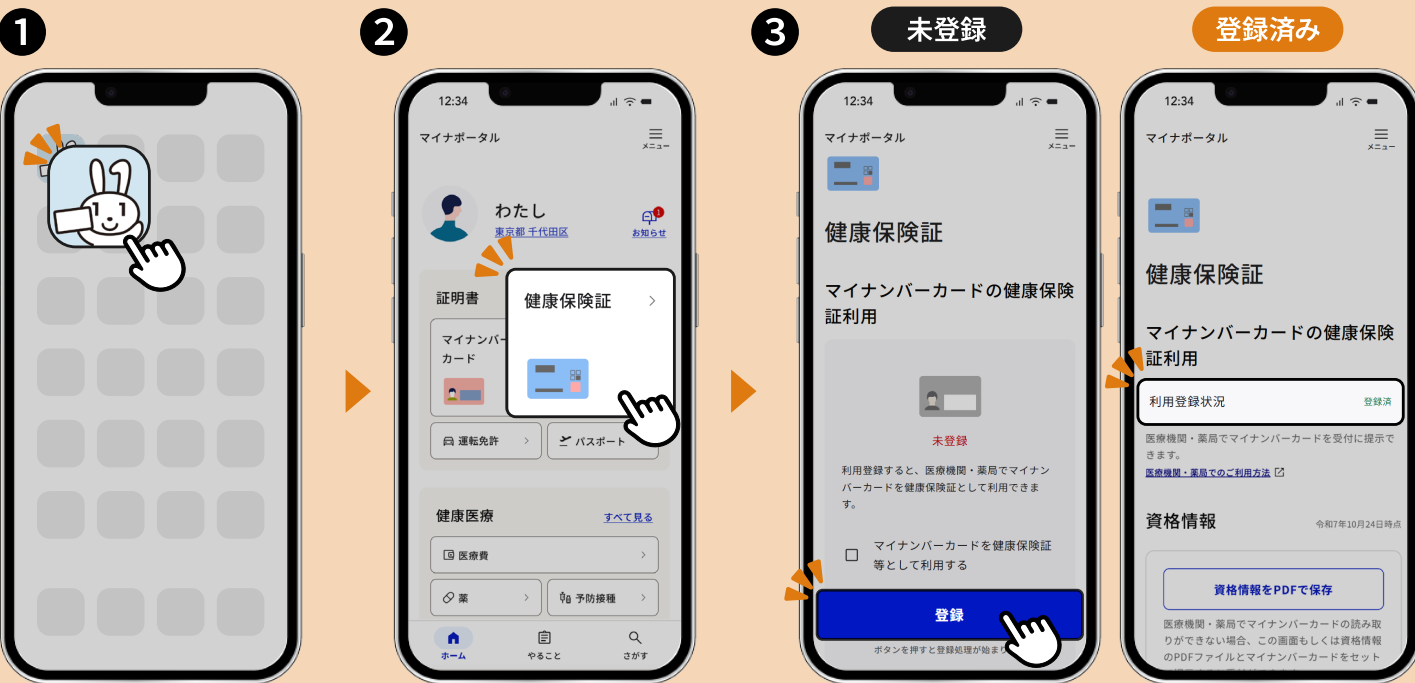 1
2
3
未登録
登録済み
12:34
マイナポータル
メニュー
わたし
東京都 千代田区
お知らせ
証明書
健康保険証
マイナンバー
カード
運転免許
パスポート
健康医療
すべて見る
医療費
薬
予防接種
ホーム
やること
さがす
12:34
マイナポータル
メニュー
健康保険証
マイナンバーカードの健康保険
証利用
未登録
利用登録すると、医療機関・薬局でマイナン
バーカードを健康保険証として利用できま
す。
マイナンバーカードを健康保険証
等として利用する
登録
ボタンを押すと登録処理が始まり
12:34
マイナポータル
メニュー
健康保険証
マイナンバーカードの健康保険
証利用
利用登録状況
登録済
医療機関・薬局でマイナンバーカードを受付に提示で
きます。
医療機関・薬局でのご利用方法
資格情報
令和7年10月24日時点
資格情報をPDFで保存
医療機関・薬局でマイナンバーカードの読み取
りができない場合、この画面もしくは資格情報
のPDFファイルとマイナンバーカードをセット